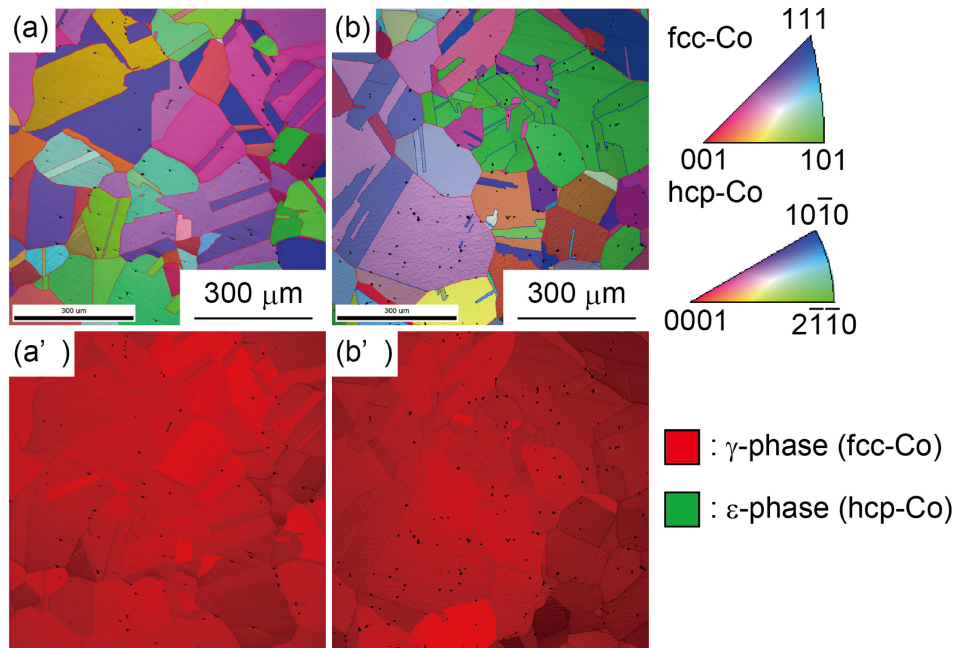 (a)
(b)
fcc-Co
111
001
101
hcp-Co
101̅0
0001
21̅1̅0
300 um
300 μm
300 um
300 μm
(a' )
(b' )
: γ-phase (fcc-Co)
: ε-phase (hcp-Co)